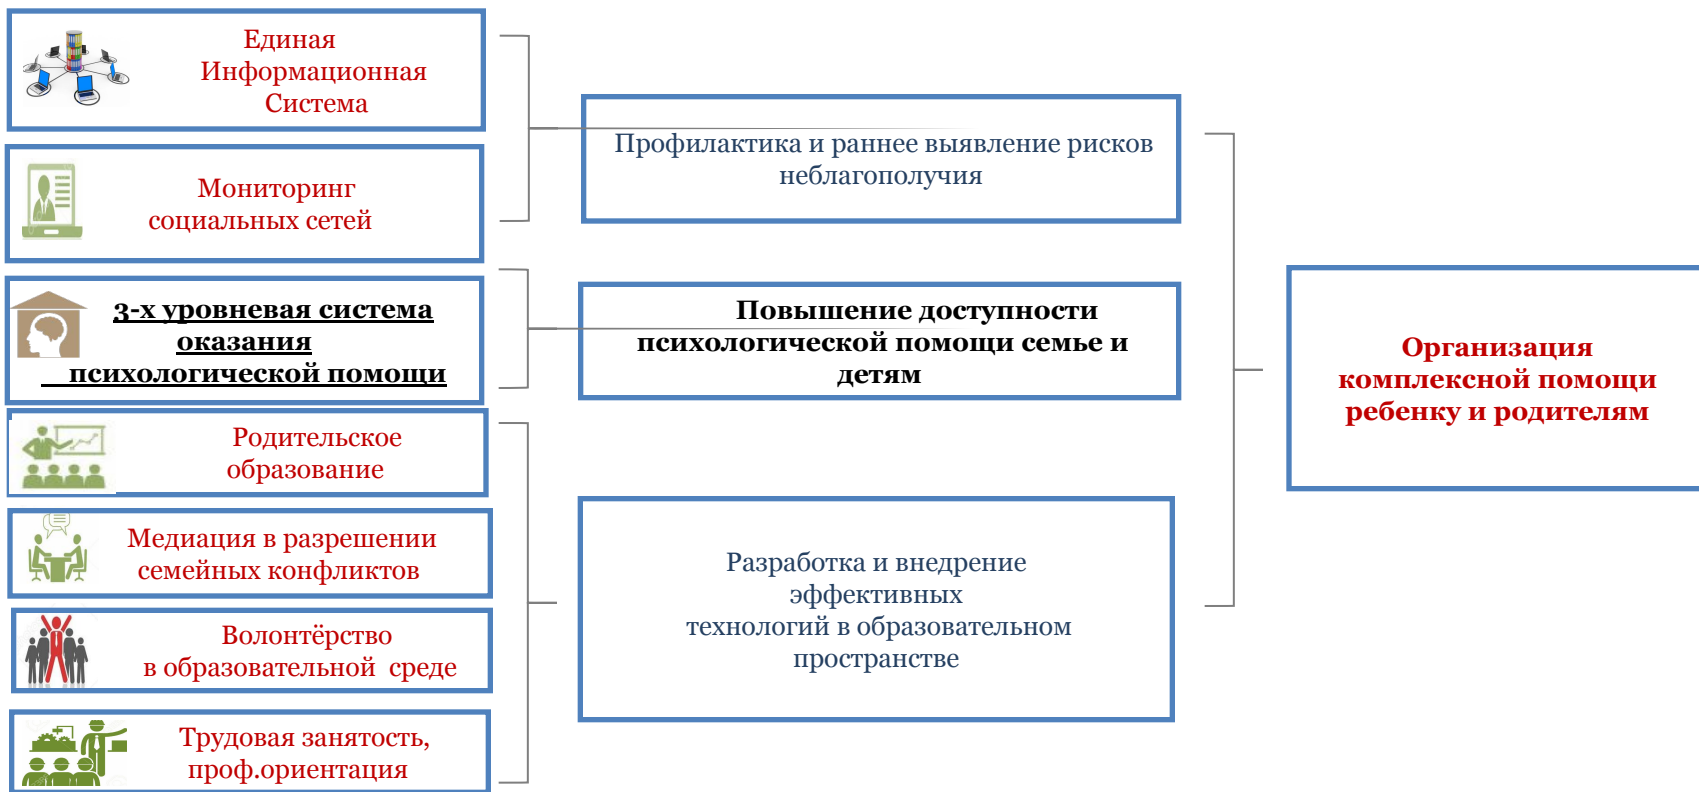 Единая
Информационная
Система
Мониторинг
социальных сетей
3-х уровневая система
оказания
психологической помощи
Родительское
образование
Медиация в разрешении
семейных конфликтов
Волонтёрство
в образовательной среде
Трудовая занятость,
проф.ориентация
Профилактика и раннее выявление рисков
неблагополучия
Повышение доступности
психологической помощи семье и
детям
Разработка и внедрение
эффективных
технологий в образовательном
пространстве
Организация
комплексной помощи
ребенку и родителям